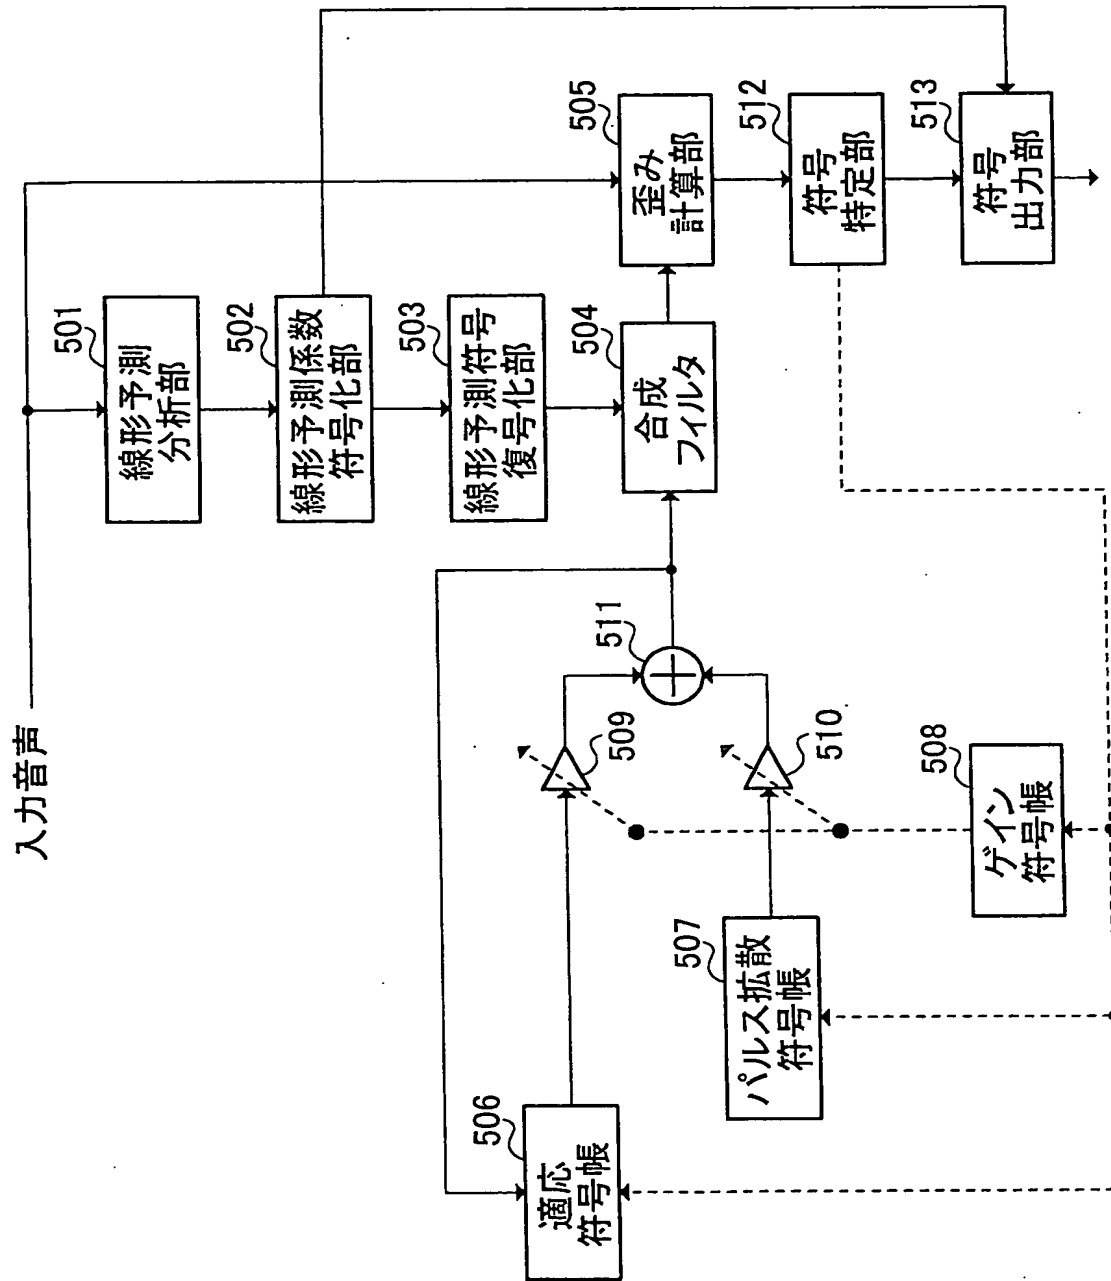 入力音声
501
線形予測
分析部
502
線形予測係数
符号化部
503
線形予測符号
復号化部
504
合成
フィルタ
505
歪み
計算部
512
符号
特定部
513
符号
出力部
506
適応
符号帳
507
パルス拡散
符号帳
508
ゲイン
符号帳
509
510
511